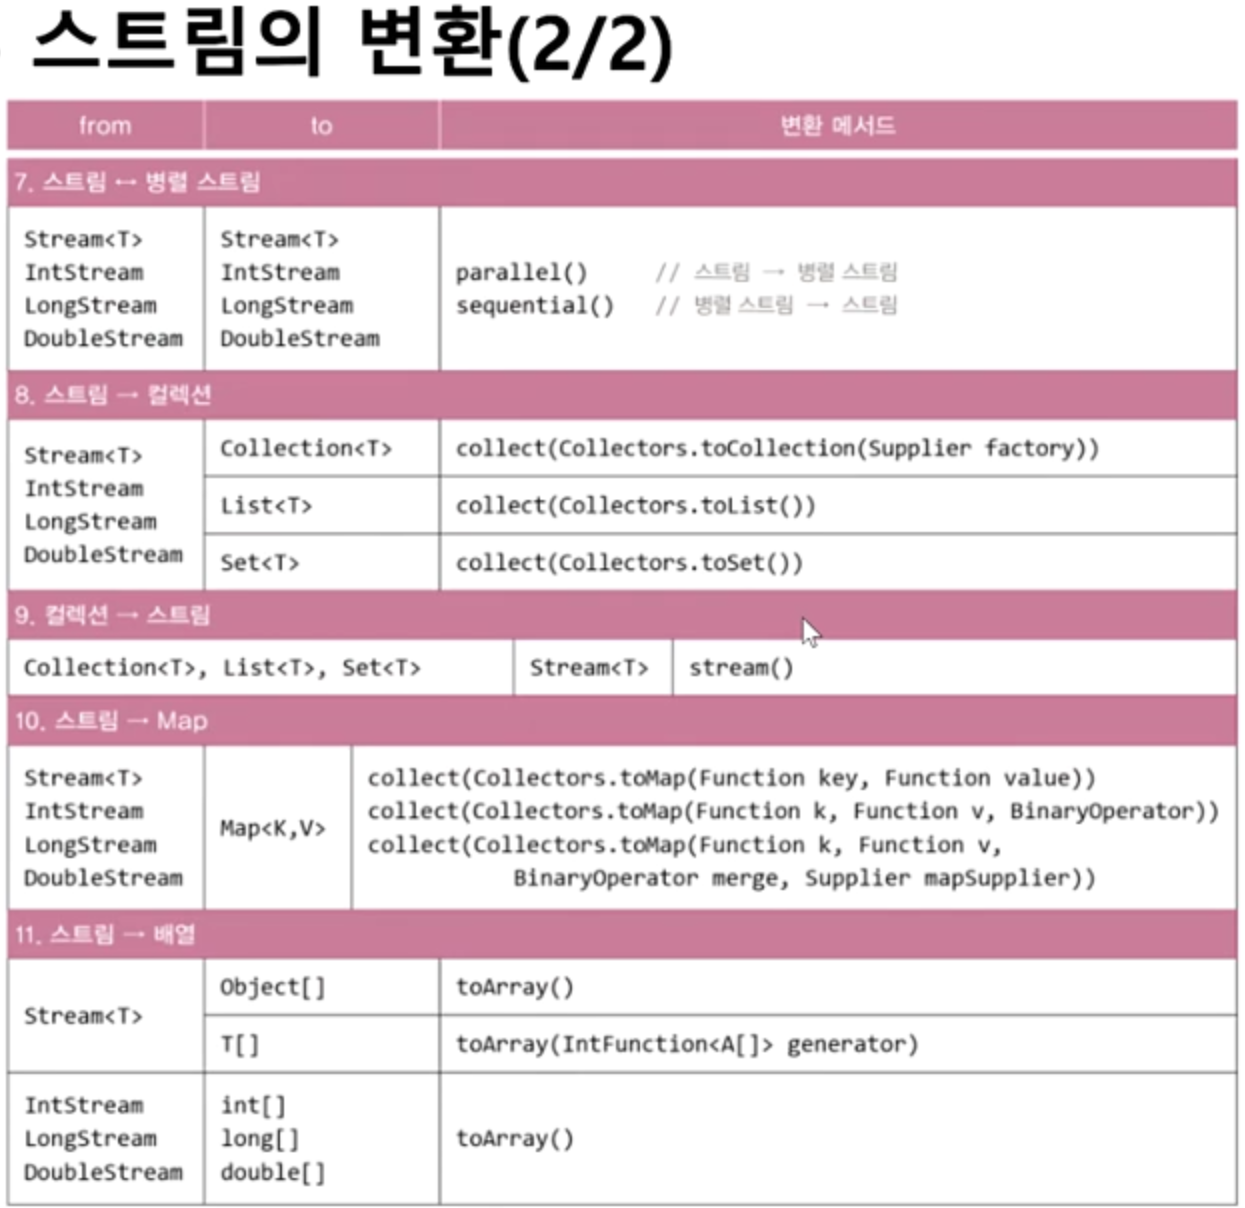 스트림의 변환(2/2)
from to 변환 메서드
7. 스트림 ↔ 병렬 스트림
Stream<T>
IntStream
LongStream
DoubleStream
Stream<T>
IntStream
LongStream
DoubleStream
parallel() // 스트림 → 병렬 스트림
sequential() // 병렬 스트림 → 스트림
8. 스트림 → 컬렉션
Stream<T>
IntStream
LongStream
DoubleStream
Collection<T> collect(Collectors.toCollection(Supplier factory))
List<T> collect(Collectors.toList())
Set<T> collect(Collectors.toSet())
9. 컬렉션 → 스트림
Collection<T>, List<T>, Set<T> Stream<T> stream()
10. 스트림 → Map
Stream<T>
IntStream
LongStream
DoubleStream
Map<K,V>
collect(Collectors.toMap(Function key, Function value))
collect(Collectors.toMap(Function k, Function v, BinaryOperator))
collect(Collectors.toMap(Function k, Function v,
BinaryOperator merge, Supplier mapSupplier))
11. 스트림 → 배열
Stream<T>
Object[] toArray()
T[] toArray(IntFunction<A[]> generator)
IntStream
LongStream
DoubleStream
int[]
long[]
double[]
toArray()